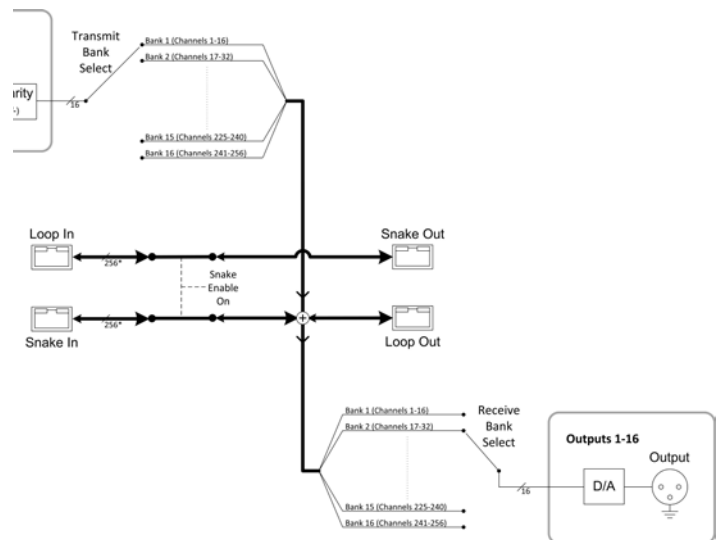 Transmit
Bank
Select
Bank 1 (Channels 1-16)
Bank 2 (Channels 17-32)
16
Bank 15 (Channels 225-240)
Bank 16 (Channels 241-256)
Loop In
256*
Snake Out
Snake
Enable
On
Snake In
256*
Loop Out
Bank 1 (Channels 1-16)
Bank 2 (Channels 17-32)
Receive
Bank
Select
16
Bank 15 (Channels 225-240)
Bank 16 (Channels 241-256)
Outputs 1-16
Output
D/A